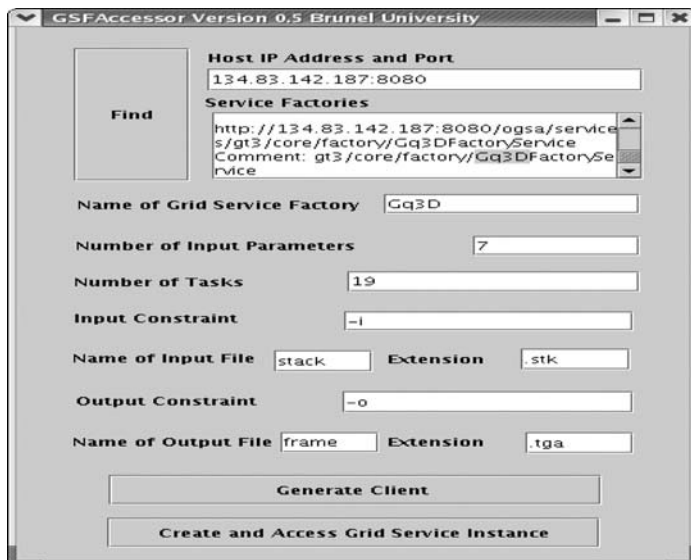 GSFAccessor Version 0,5 Brunel University
Host IP Address and Port
134.83.142.187:8080
Find
Service Factories
http://134.83.142.187:8080/ogsa/service
s/gt3/core/factory/Gq3DFactoryService
Comment: gt3/core/factory/Gq3DFactorySe
rvice
Name of Grid Service Factory Gq3D
Number of Input Parameters 7
Number of Tasks 19
Input Constraint -i
Name of Input File stack Extension .stk
Output Constraint -o
Name of Output File frame Extension .tga
Generate Client
Create and Access Grid Service Instance